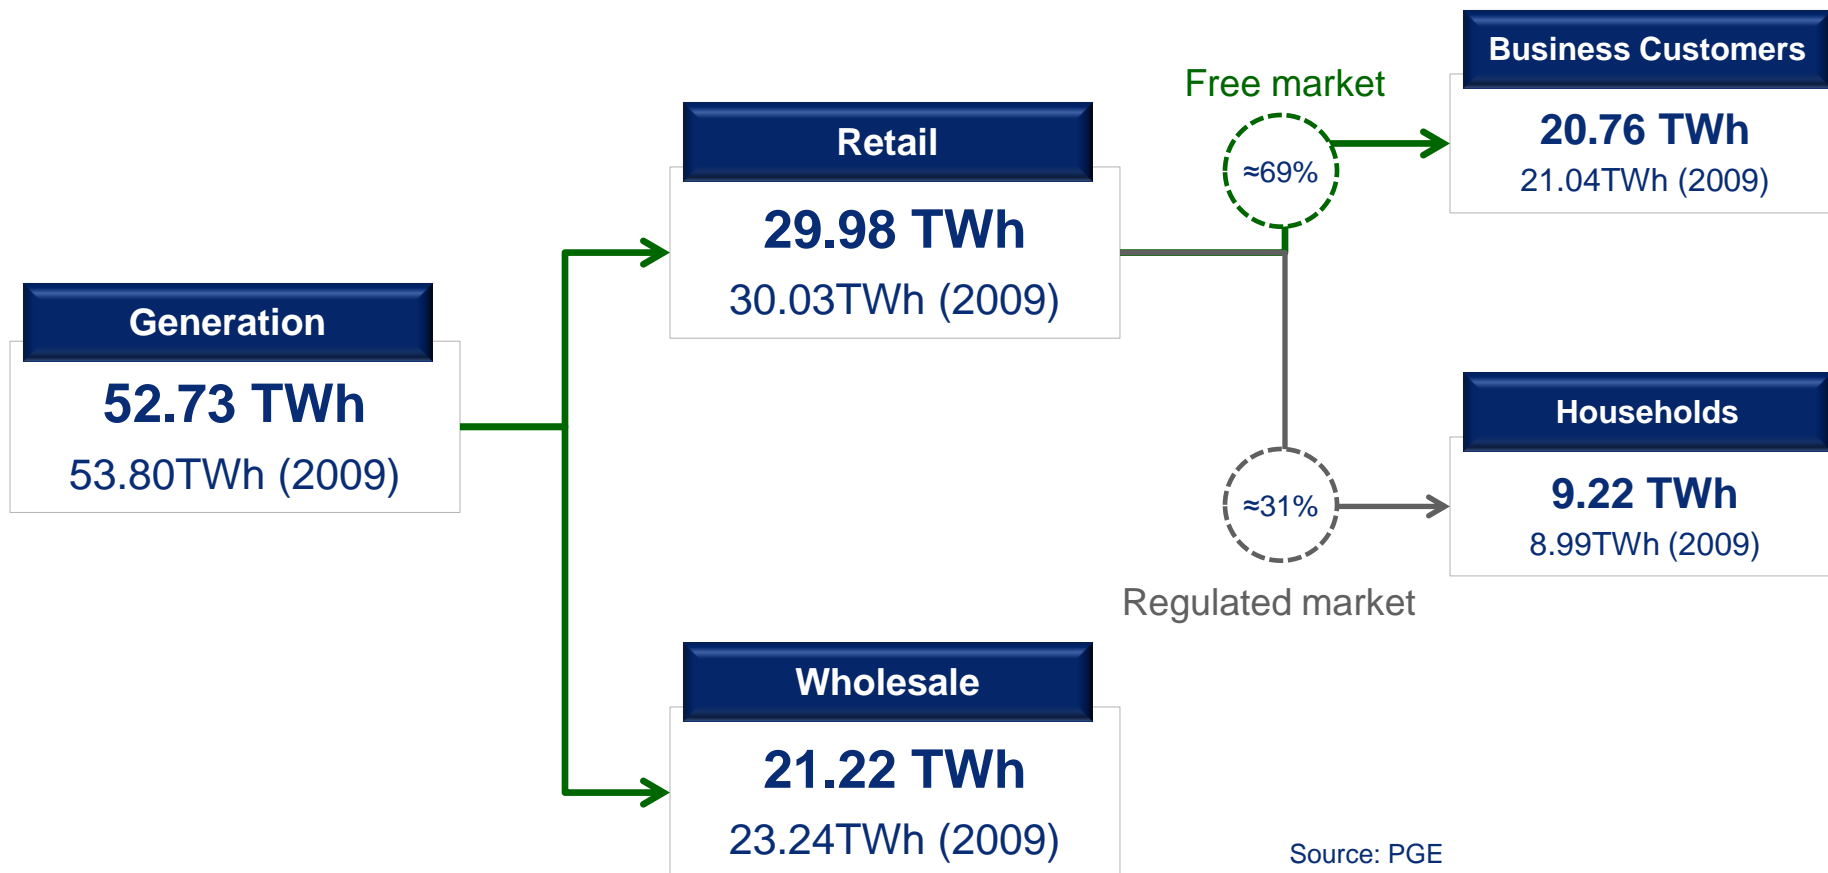 Business Customers
20.76 TWh
21.04TWh (2009)
Free market
≈69%
Retail
29.98 TWh
30.03TWh (2009)
Generation
52.73 TWh
53.80TWh (2009)
Households
9.22 TWh
8.99TWh (2009)
≈31%
Regulated market
Wholesale
21.22 TWh
23.24TWh (2009)
Source: PGE